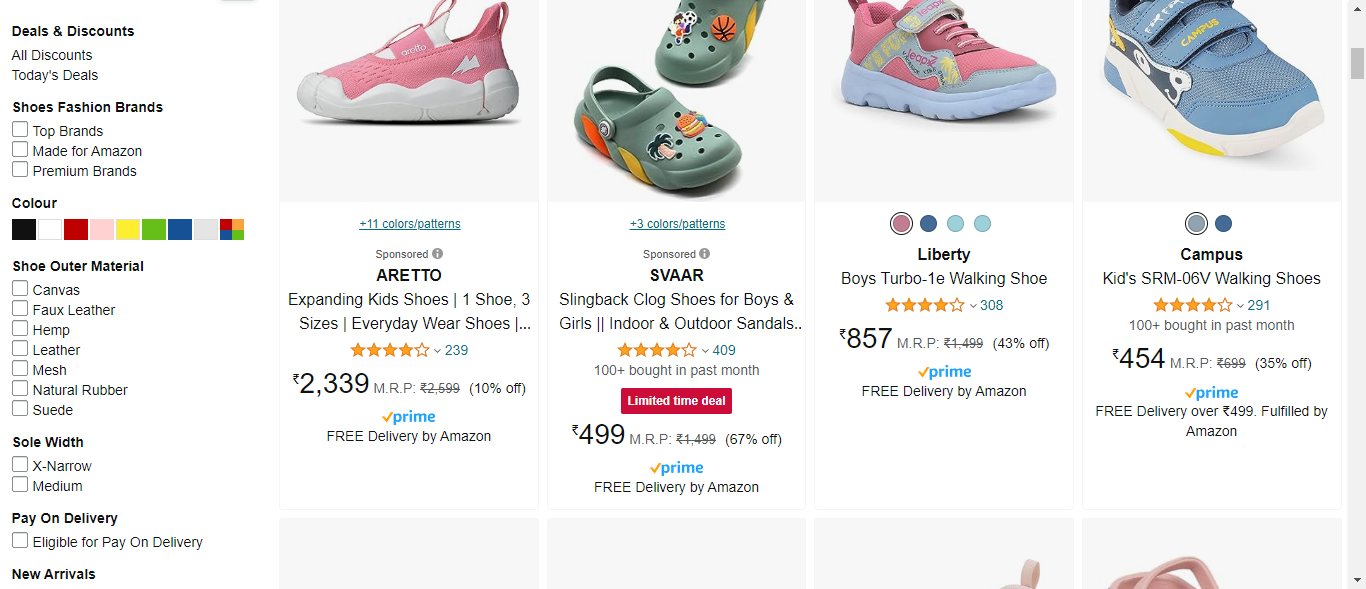 Deals & Discounts
All Discounts
Today's Deals
Shoes Fashion Brands
Top Brands
Made for Amazon
Premium Brands
Colour
Shoe Outer Material
Canvas
Faux Leather
Hemp
Leather
Mesh
Natural Rubber
Suede
Sole Width
X-Narrow
Medium
Pay On Delivery
Eligible for Pay On Delivery
New Arrivals
aretto
+11 colors/patterns
Sponsored
ARETTO
Expanding Kids Shoes | 1 Shoe, 3
Sizes | Everyday Wear Shoes |...
239
₹2,339 M.R.P: ₹2,599 (10% off)
prime
FREE Delivery by Amazon
+3 colors/patterns
Sponsored
SVAAR
Slingback Clog Shoes for Boys &
Girls || Indoor & Outdoor Sandals..
409
100+ bought in past month
Limited time deal
₹499 M.R.P: ₹1,499 (67% off)
prime
FREE Delivery by Amazon
leap7x
Liberty
Boys Turbo-1e Walking Shoe
308
₹857 M.R.P: ₹1,499 (43% off)
prime
FREE Delivery by Amazon
CAMPUS
Campus
Kid's SRM-06V Walking Shoes
291
100+ bought in past month
₹454 M.R.P: ₹699 (35% off)
prime
FREE Delivery over ₹499. Fulfilled by
Amazon